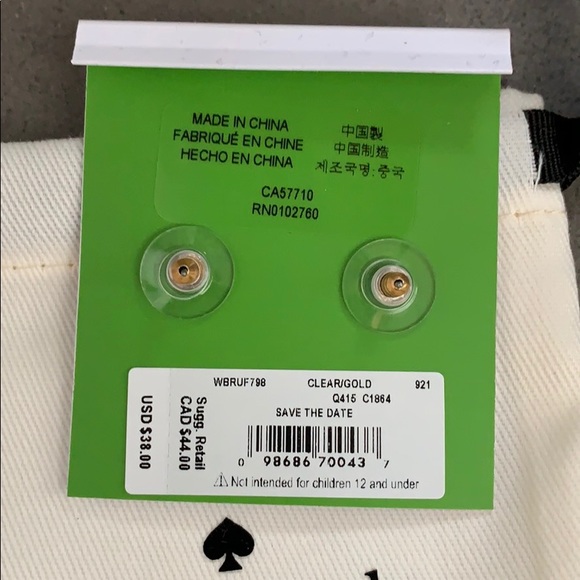 MADE IN CHINA
FABRIQUÉ EN CHINE
HECHO EN CHINA
中国製
中国制造
제조국명:중국
CA57710
RN0102760
WBRUF798 CLEAR/GOLD 921
Q415 C1864
SAVE THE DATE
0 98686 70043 7
⚠ Not intended for children 12 and under
Sugg. Retail
CAD $44.00
USD $38.00